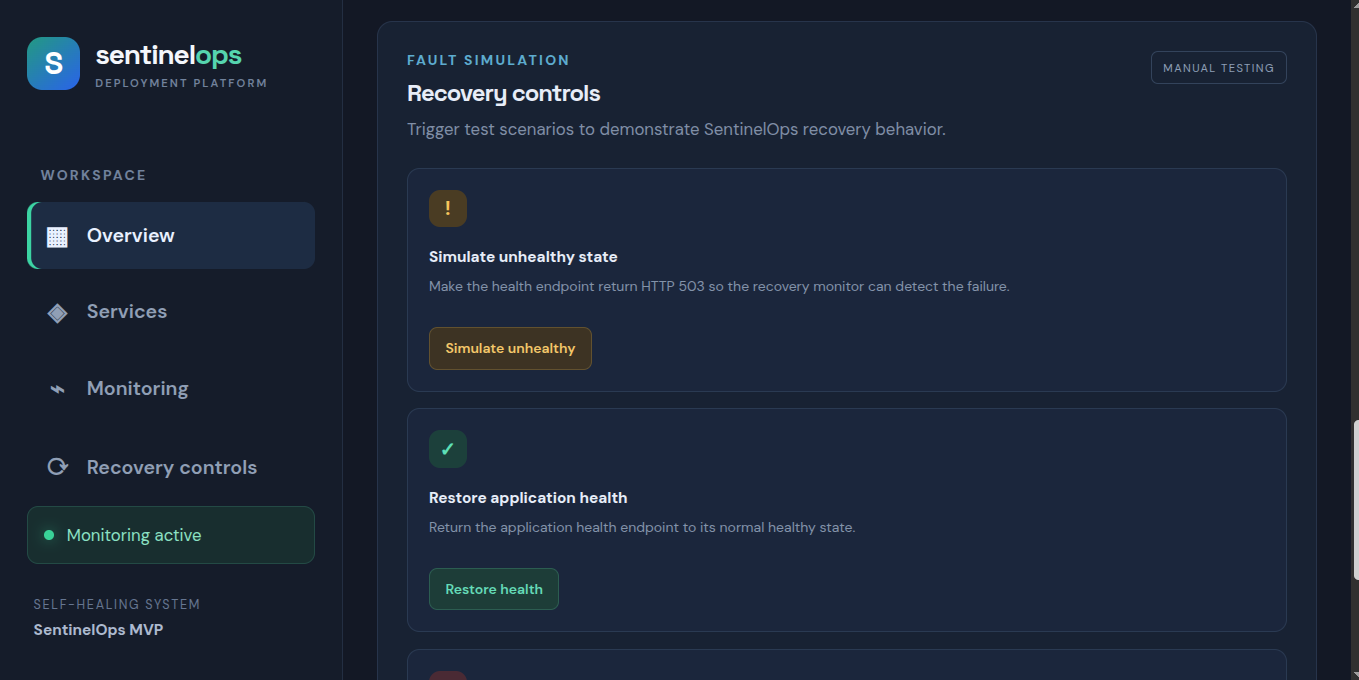 S
sentinelops
DEPLOYMENT PLATFORM
WORKSPACE
Overview
Services
Monitoring
Recovery controls
Monitoring active
SELF-HEALING SYSTEM
SentinelOps MVP
FAULT SIMULATION
MANUAL TESTING
Recovery controls
Trigger test scenarios to demonstrate SentinelOps recovery behavior.
!
Simulate unhealthy state
Make the health endpoint return HTTP 503 so the recovery monitor can detect the failure.
Simulate unhealthy
✓
Restore application health
Return the application health endpoint to its normal healthy state.
Restore health